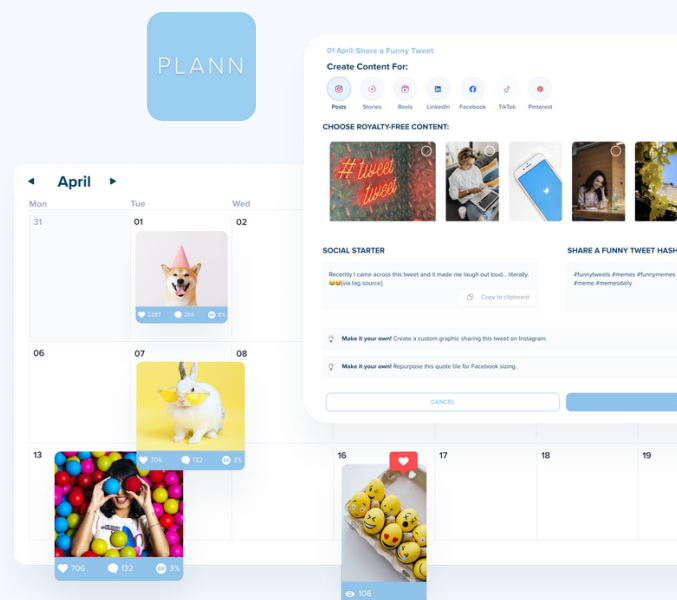 PLANN
01 April: Share a Funny Tweet
Create Content For:
Posts Stories Reels LinkedIn Facebook TikTok Pinterest
CHOOSE ROYALTY-FREE CONTENT:
#tweet
tweet
SOCIAL STARTER
Recently I came across this tweet and it made me laugh out loud... literally.
😂😂[via tag source].
Copy to clipboard
SHARE A FUNNY TWEET HASH
#funnytweets #memes #funnymemes
#meme #memesdaily
Make it your own! Create a custom graphic sharing this tweet on Instagram.
Make it your own! Repurpose this quote tile for Facebook sizing.
CANCEL
April
Mon Tue Wed
31 01 02
2287 265 8%
06 07 08
706 132 3%
13 16 17 18 19
706 132 3%
106